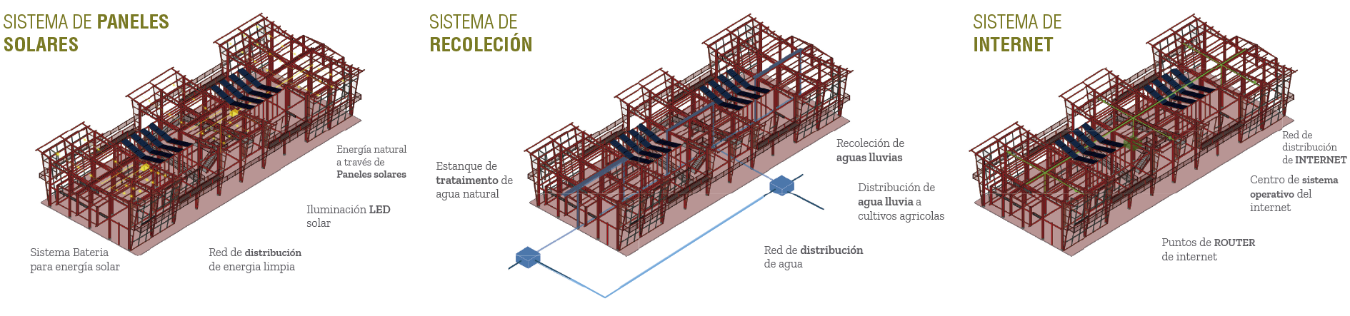 SISTEMA DE PANELES
SOLARES
Energía natural
a través de
Paneles solares
Iluminación LED
solar
Sistema Bateria
para energía solar
Red de distribución
de energia limpia
SISTEMA DE
RECOLECIÓN
Estanque de
trataimento de
agua natural
Recoleción de
aguas lluvias
Distribución de
agua lluvia a
cultivos agricolas
Red de distribución
de agua
SISTEMA DE
INTERNET
Red de
distribución
de INTERNET
Centro de sistema
operativo del
internet
Puntos de ROUTER
de internet